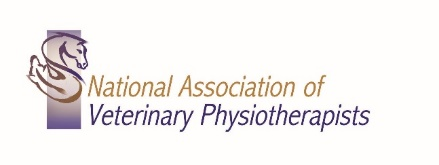 National Association of
Veterinary Physiotherapists